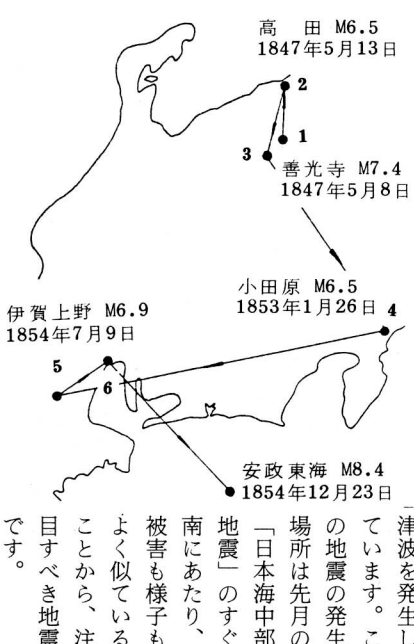 高　田 M6.5
1847年5月13日
2
1
3
善光寺 M7.4
1847年5月8日
小田原 M6.5
1853年1月26日
4
伊賀上野 M6.9
1854年7月9日
5
6
安政東海 M8.4
1854年12月23日
津波を発生し
ています。こ
の地震の発生
場所は先月の
「日本海中部
地震」のすぐ
南にあたり、
被害も様子も
よく似ている
ことから、注
目すべき地震
です。